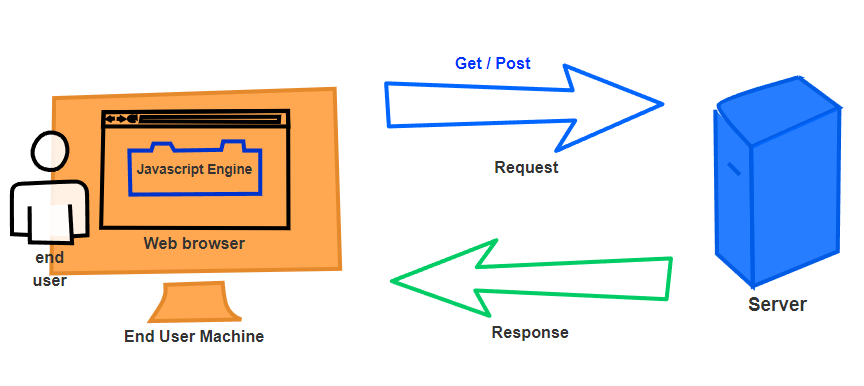 Get / Post
Javascript Engine
Request
Web browser
end
user
Server
End User Machine
Response